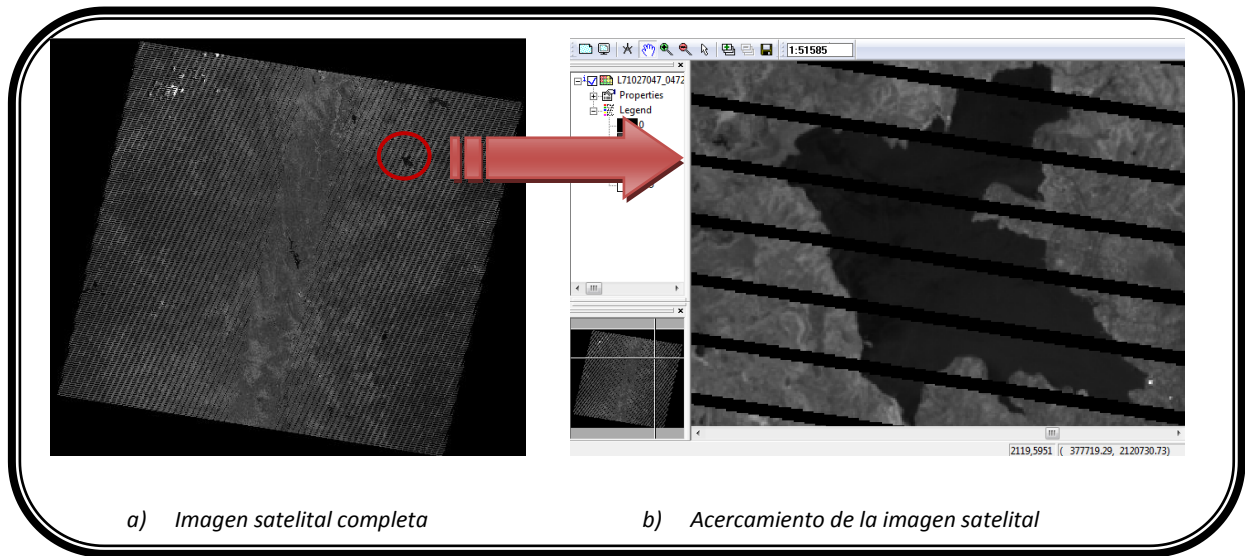 1:51585
L71027047_0472
Properties
Legend
0
2119,5951 ( 377719.29, 2120730.73)
a) Imagen satelital completa
b) Acercamiento de la imagen satelital